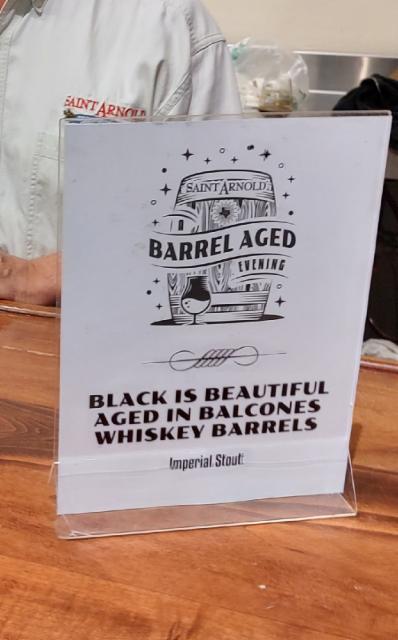 SAINT ARNOLD
SAINT ARNOLD
BARREL AGED
EVENING
BLACK IS BEAUTIFUL
AGED IN BALCONES
WHISKEY BARRELS
Imperial Stout